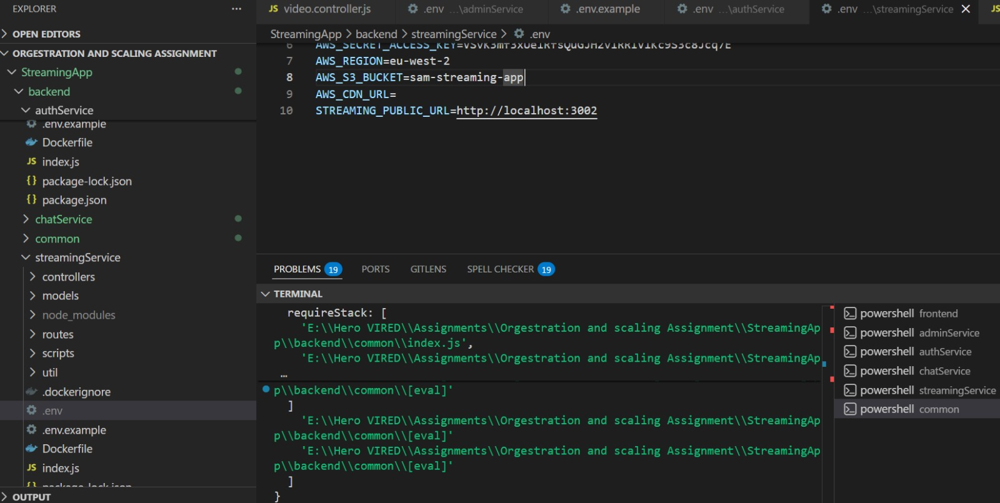 EXPLORER
OPEN EDITORS
ORGESTRATION AND SCALING ASSIGNMENT
StreamingApp
backend
authService
.env.example
Dockerfile
JS index.js
{} package-lock.json
{} package.json
chatService
common
streamingService
controllers
models
node_modules
routes
scripts
util
.dockerignore
.env
.env.example
Dockerfile
JS index.js
{} package-lock.json
OUTPUT
JS video.controller.js
.env ...\adminService
.env.example
.env ...\authService
.env ...\streamingService
JS
StreamingApp > backend > streamingService > .env
6 AWS_SECRET_ACCESS_KEY=
7 AWS_REGION=eu-west-2
8 AWS_S3_BUCKET=sam-streaming-app
9 AWS_CDN_URL=
10 STREAMING_PUBLIC_URL=http://localhost:3002
PROBLEMS 19
PORTS
GITLENS
SPELL CHECKER 19
TERMINAL
requireStack: [
'E:\\Hero VIRED\\Assignments\\Orgestration and scaling Assignment\\StreamingAp
p\\backend\\common\\index.js',
'E:\\Hero VIRED\\Assignments\\Orgestration and scaling Assignment\\StreamingAp
…
p\\backend\\common\\[eval]'
]
'E:\\Hero VIRED\\Assignments\\Orgestration and scaling Assignment\\StreamingAp
p\\backend\\common\\[eval]'
'E:\\Hero VIRED\\Assignments\\Orgestration and scaling Assignment\\StreamingAp
p\\backend\\common\\[eval]'
]
}
powershell frontend
powershell adminService
powershell authService
powershell chatService
powershell streamingService
powershell common